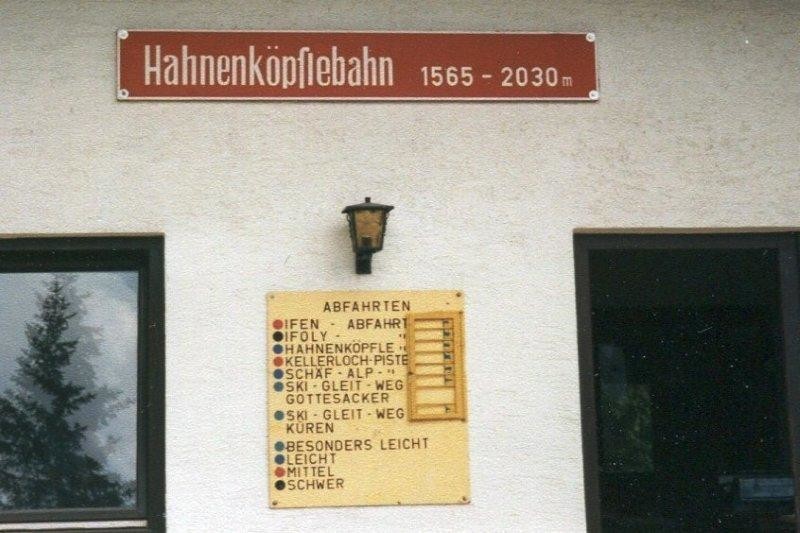 Hahnenköpflebahn 1565 - 2030 m
ABFAHRTEN
IFEN - ABFAHRT
IFOLY - "
HAHNENKÖPFLE "
KELLERLOCH-PISTE
SCHÄF - ALP - "
SKI - GLEIT - WEG
GOTTESACKER
SKI - GLEIT - WEG
KÜREN
BESONDERS LEICHT
LEICHT
MITTEL
SCHWER